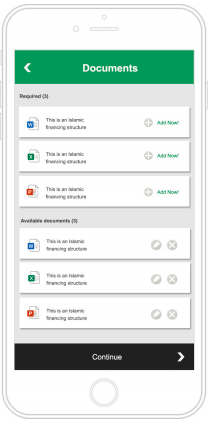 Documents
Required (3)
W
This is an Islamic
financing structure
Add Now!
X
This is an Islamic
financing structure
Add Now!
P
This is an Islamic
financing structure
Add Now!
Available documents (3)
W
This is an Islamic
financing structure
X
This is an Islamic
financing structure
P
This is an Islamic
financing structure
Continue